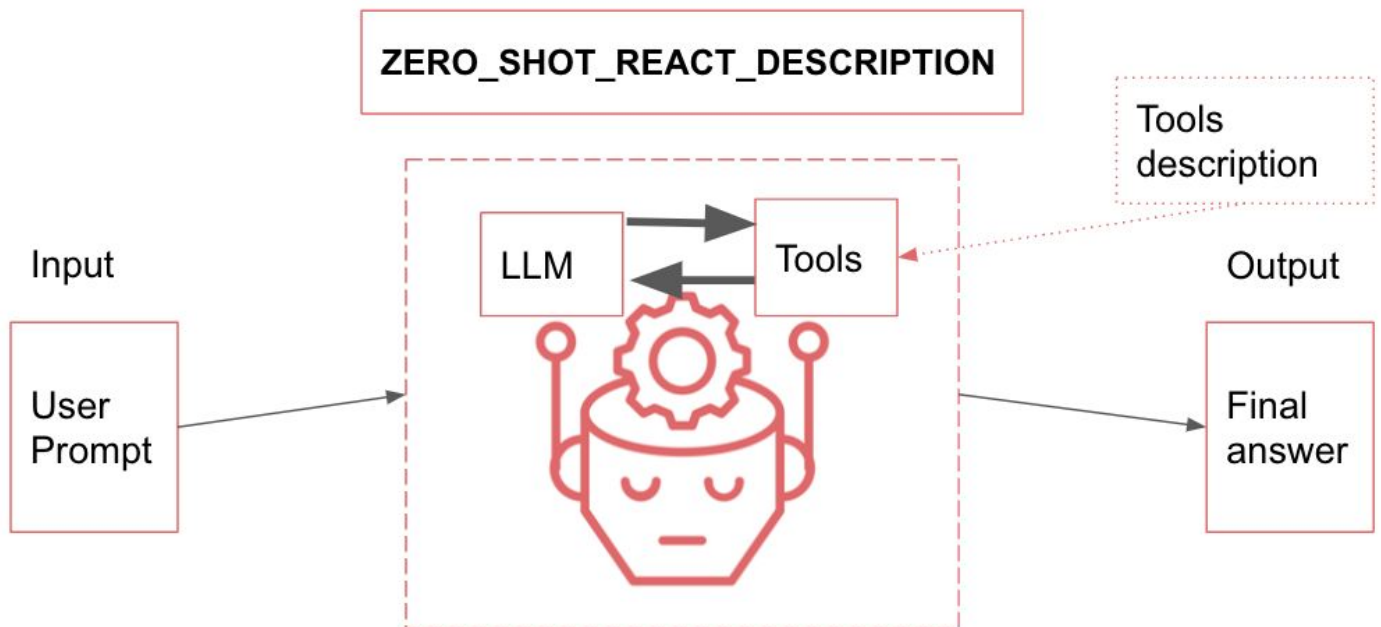 ZERO_SHOT_REACT_DESCRIPTION
Tools
description
LLM
Tools
Input
Output
User
Prompt
Final
answer